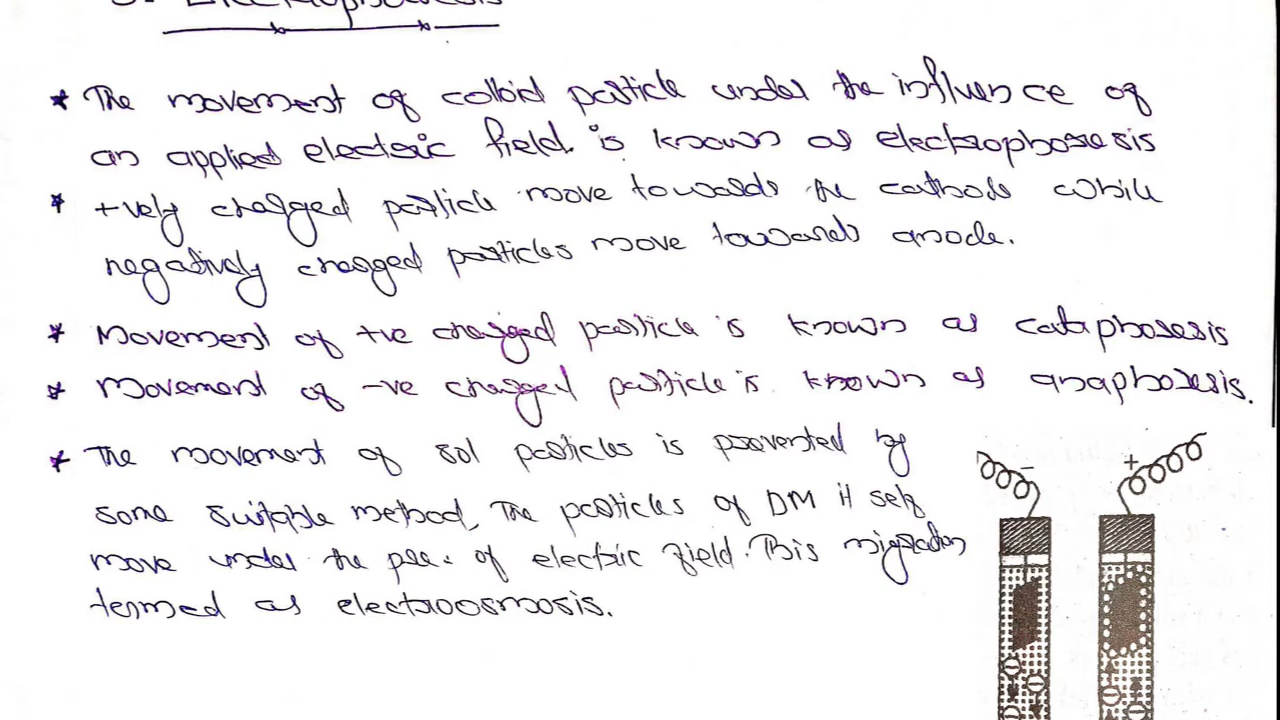 * The movement of colloid particle under the influence of
an applied electric field. is known as electrophoresis
* +vely charged particle move towards the cathode while
negatively charged particles move towards anode.
* Movement of +ve charged particle is known as cataphoresis
* Movement of -ve charged particle is known as anaphoresis.
* The movement of sol particles is prevented by
some suitable method, The particles of DM it self
move under the pre. of electric field. This migration
termed as electroosmosis.
- +